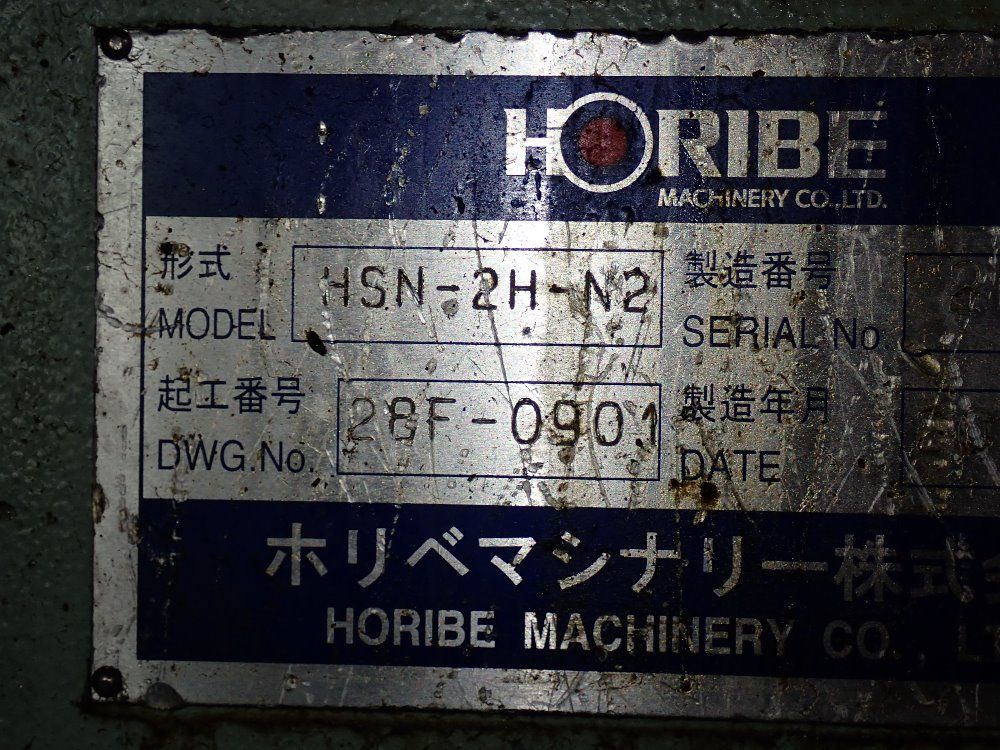 HORIBE
MACHINERY CO.,LTD.
形式 MODEL HSN-2H-N2 製造番号 SERIAL No.
起工番号 DWG.No. 28F-0901 製造年月 DATE
ホリベマシナリー株式
HORIBE MACHINERY CO.,